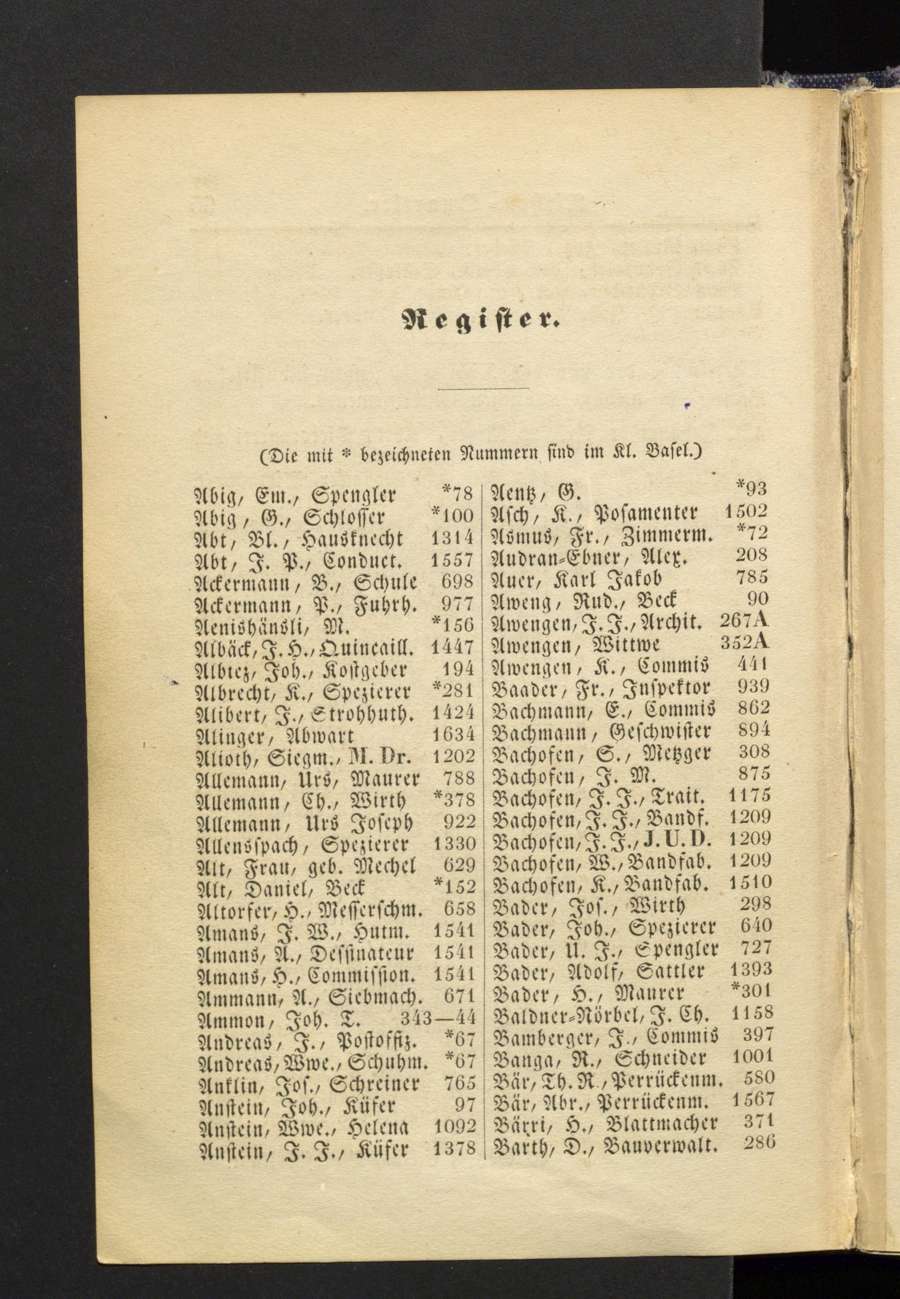 Register.
(Die mit * bezeichneten Nummern sind im Kl. Basel.)
Abig, Em., Spengler *78
Abig, G., Schlosser *100
Abt, Bl., Hausknecht 1314
Abt, J. P., Conduct. 1557
Ackermann, B., Schule 698
Ackermann, P., Fuhrh. 977
Aenishänsli, M. *156
Albäck, J. H., Quincaill. 1447
Albiez, Joh., Kostgeber 194
Albrecht, K., Spezierer *281
Alibert, J., Strohhuth. 1424
Alinger, Abwart 1634
Alioth, Siegm., M. Dr. 1202
Allemann, Urs, Maurer 788
Allemann, Ch., Wirth *378
Allemann, Urs Joseph 922
Allensspach, Spezierer 1330
Alt, Frau, geb. Mechel 629
Alt, Daniel, Beck *152
Altorfer, H., Messerschm. 658
Amans, J. W., Hutm. 1541
Amans, A., Dessinateur 1541
Amans, H., Commission. 1541
Ammann, A., Siebmach. 671
Ammon, Joh. T. 343—44
Andreas, J., Postoffiz. *67
Andreas, Wwe., Schuhm. *67
Anklin, Jos., Schreiner 765
Anstein, Joh., Küfer 97
Anstein, Wwe., Helena 1092
Anstein, J. J., Küfer 1378
Aentz, G. *93
Asch, K., Posamenter 1502
Asmus, Fr., Zimmerm. *72
Audran-Ebner, Alex. 208
Auer, Karl Jakob 785
Aweng, Rud., Beck 90
Awengen, J. J., Archit. 267A
Awengen, Wittwe 352A
Awengen, K., Commis 441
Baader, Fr., Inspektor 939
Bachmann, E., Commis 862
Bachmann, Geschwister 894
Bachofen, S., Metzger 308
Bachofen, J. M. 875
Bachofen, J. J., Trait. 1175
Bachofen, J. J., Bandf. 1209
Bachofen, J. J., J. U. D. 1209
Bachofen, W., Bandfab. 1209
Bachofen, K., Bandfab. 1510
Bader, Jos., Wirth 298
Bader, Joh., Spezierer 640
Bader, U. J., Spengler 727
Bader, Adolf, Sattler 1393
Bader, H., Maurer *301
Baldner-Nörbel, J. Ch. 1158
Bamberger, J., Commis 397
Banga, R., Schneider 1001
Bär, Th. R., Perrückenm. 580
Bär, Abr., Perrückenm. 1567
Bärri, H., Blattmacher 371
Barth, D., Bauverwalt. 286